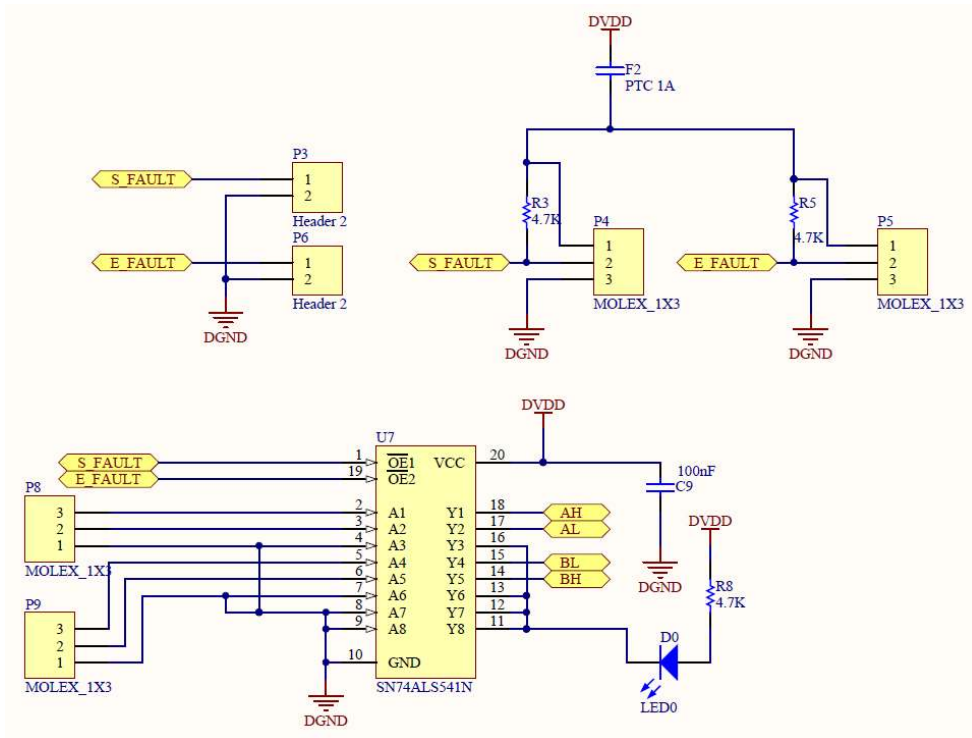 DVDD
F2
PTC 1A
P3
S_FAULT
1
2
Header 2
P6
E_FAULT
1
2
Header 2
DGND
R3
4.7K
P4
S_FAULT
1
2
3
MOLEX_1X3
DGND
R5
4.7K
P5
E_FAULT
1
2
3
MOLEX_1X3
DGND
DVDD
U7
S_FAULT
E_FAULT
1
19
OE1
OE2
VCC
20
100nF
C9
DGND
P8
3
2
1
MOLEX_1X3
P9
3
2
1
MOLEX_1X3
2 A1 Y1 18 AH
3 A2 Y2 17 AL
4 A3 Y3 16
5 A4 Y4 15 BL
6 A5 Y5 14 BH
7 A6 Y6 13
8 A7 Y7 12
9 A8 Y8 11
10 GND
SN74ALS541N
DGND
DVDD
R8
4.7K
D0
LED0